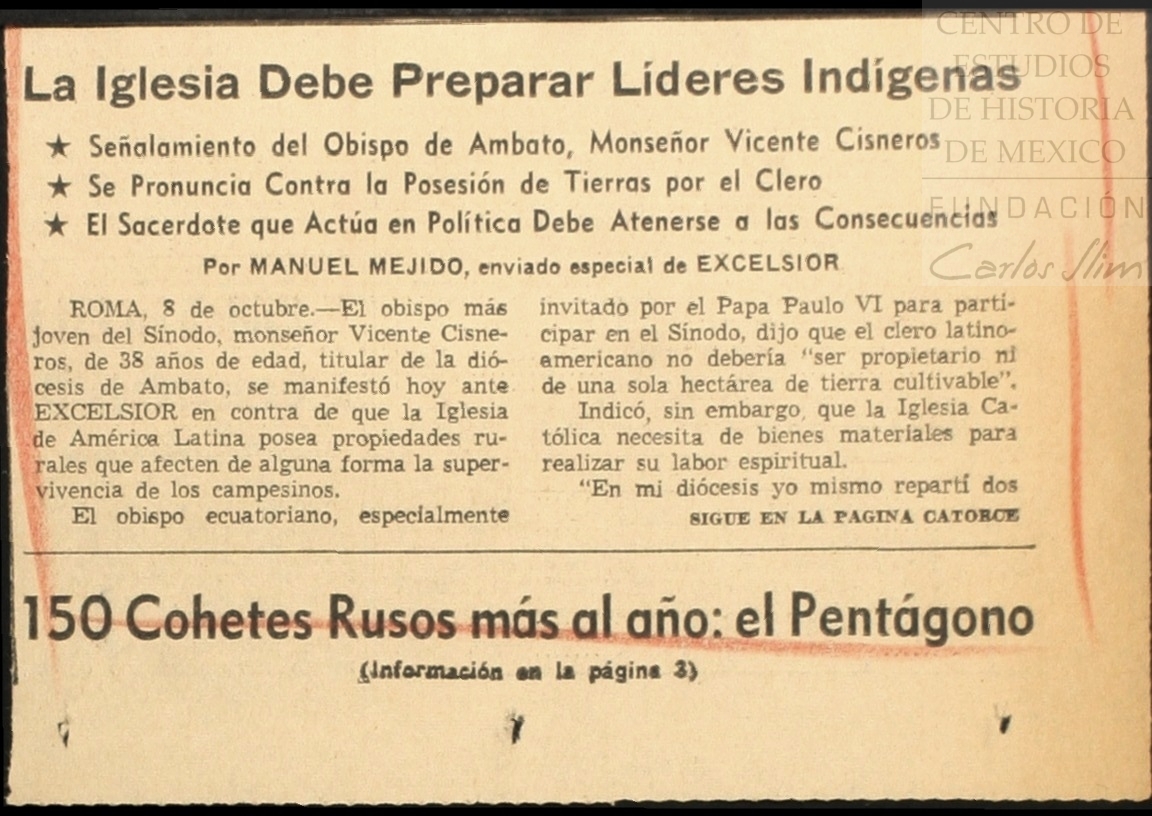 CENTRO DE
ESTUDIOS
DE HISTORIA
DE MEXICO
FUNDACIÓN
Carlos Slim
La Iglesia Debe Preparar Líderes Indígenas
★ Señalamiento del Obispo de Ambato, Monseñor Vicente Cisneros
★ Se Pronuncia Contra la Posesión de Tierras por el Clero
★ El Sacerdote que Actúa en Política Debe Atenerse a las Consecuencias
Por MANUEL MEJIDO, enviado especial de EXCELSIOR
ROMA, 8 de octubre.—El obispo más
joven del Sínodo, monseñor Vicente Cisne-
ros, de 38 años de edad, titular de la dió-
cesis de Ambato, se manifestó hoy ante
EXCELSIOR en contra de que la Iglesia
de América Latina posea propiedades ru-
rales que afecten de alguna forma la super-
vivencia de los campesinos.
El obispo ecuatoriano, especialmente
invitado por el Papa Paulo VI para parti-
cipar en el Sínodo, dijo que el clero latino-
americano no debería "ser propietario ni
de una sola hectárea de tierra cultivable".
Indicó, sin embargo, que la Iglesia Ca-
tólica necesita de bienes materiales para
realizar su labor espiritual.
"En mi diócesis yo mismo repartí dos
SIGUE EN LA PAGINA CATORCE
150 Cohetes Rusos más al año: el Pentágono
(Información en la página 3)